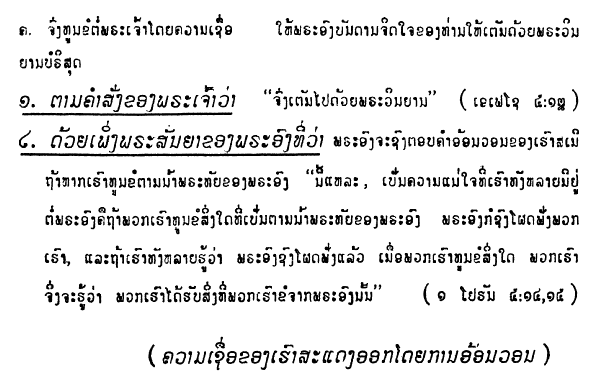 ຄ. ຈົ່ງທູນຂໍຕໍ່ພຣະເຈົ້າໂດຍຄວາມເຊື່ອ ໃຫ້ພຣະອົງບັນດານຈິດໃຈຂອງທ່ານໃຫ້ເຕັມດ້ວຍພຣະວິນ
ຍານບໍຣິສຸດ
໑. ຕາມຄຳສັ່ງຂອງພຣະເຈົ້າວ່າ “ຈົ່ງເຕັມໄປດ້ວຍພຣະວິນຍານ” ( ເອເຟໂຊ ໕:໑໘ )
໒. ດ້ວຍເພິ່ງພຣະສັນຍາຂອງພຣະອົງທີ່ວ່າ ພຣະອົງຈະຊົງຕອບຄຳອ້ອນວອນຂອງເຮົາສເມີ
ຖ້າຫາກເຮົາທູນຂໍຕາມນ້ຳພຣະທັຍຂອງພຣະອົງ “ນີ້ແຫລະ, ເປັນຄວາມແນ່ໃຈທີ່ເຮົາທັງຫລາຍມີຢູ່
ຕໍ່ພຣະອົງຄືຖ້າພວກເຮົາທູນຂໍສິ່ງໃດທີ່ເປັນຕາມນ້ຳພຣະທັຍຂອງພຣະອົງ ພຣະອົງກໍຊົງໂຜດຟັງພວກ
ເຮົາ, ແລະຖ້າເຮົາທັງຫລາຍຮູ້ວ່າ ພຣະອົງຊົງໂຜດຟັງແລ້ວ ເມື່ອພວກເຮົາທູນຂໍສິ່ງໃດ ພວກເຮົາ
ຈຶ່ງຈະຮູ້ວ່າ ພວກເຮົາໄດ້ຮັບສິ່ງທີ່ພວກເຮົາຂໍຈາກພຣະອົງນັ້ນ” ( ໑ ໂຢຮັນ ໕:໑໔,໑໕ )
( ຄວາມເຊື່ອຂອງເຮົາສະແດງອອກໂດຍການອ້ອນວອນ )